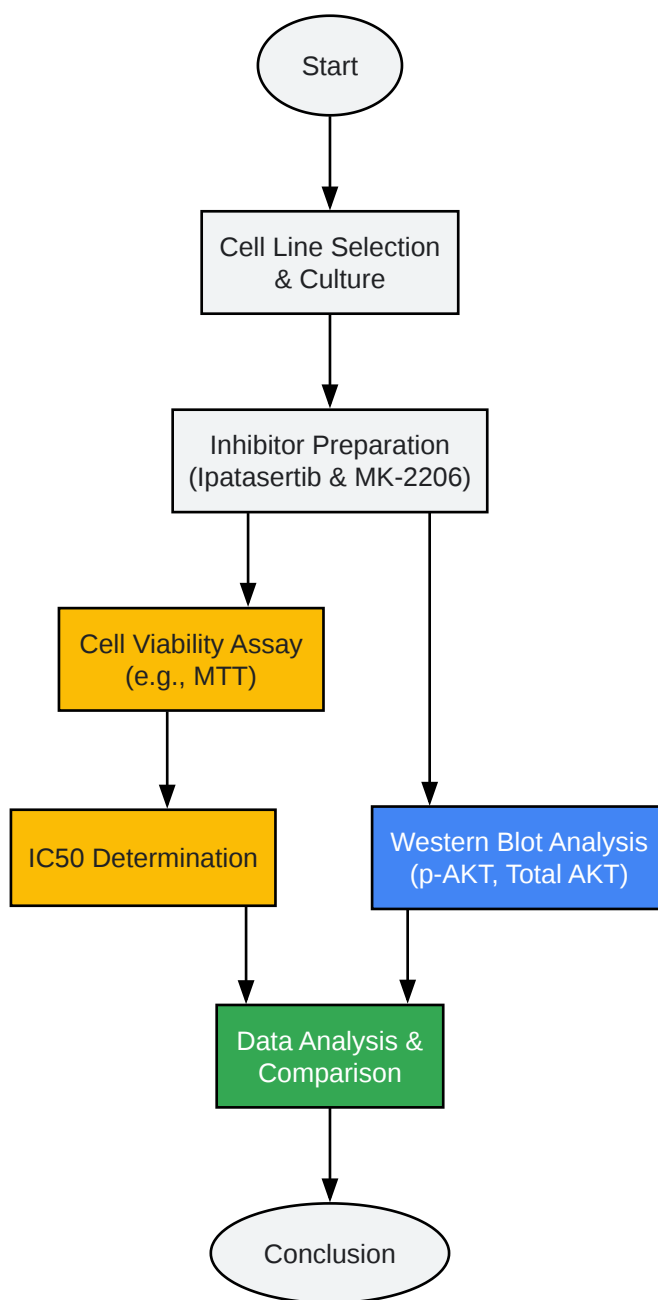 Start
Cell Line Selection
& Culture
Inhibitor Preparation
(Ipatasertib & MK-2206)
Cell Viability Assay
(e.g., MTT)
IC50 Determination
Western Blot Analysis
(p-AKT, Total AKT)
Data Analysis &
Comparison
Conclusion